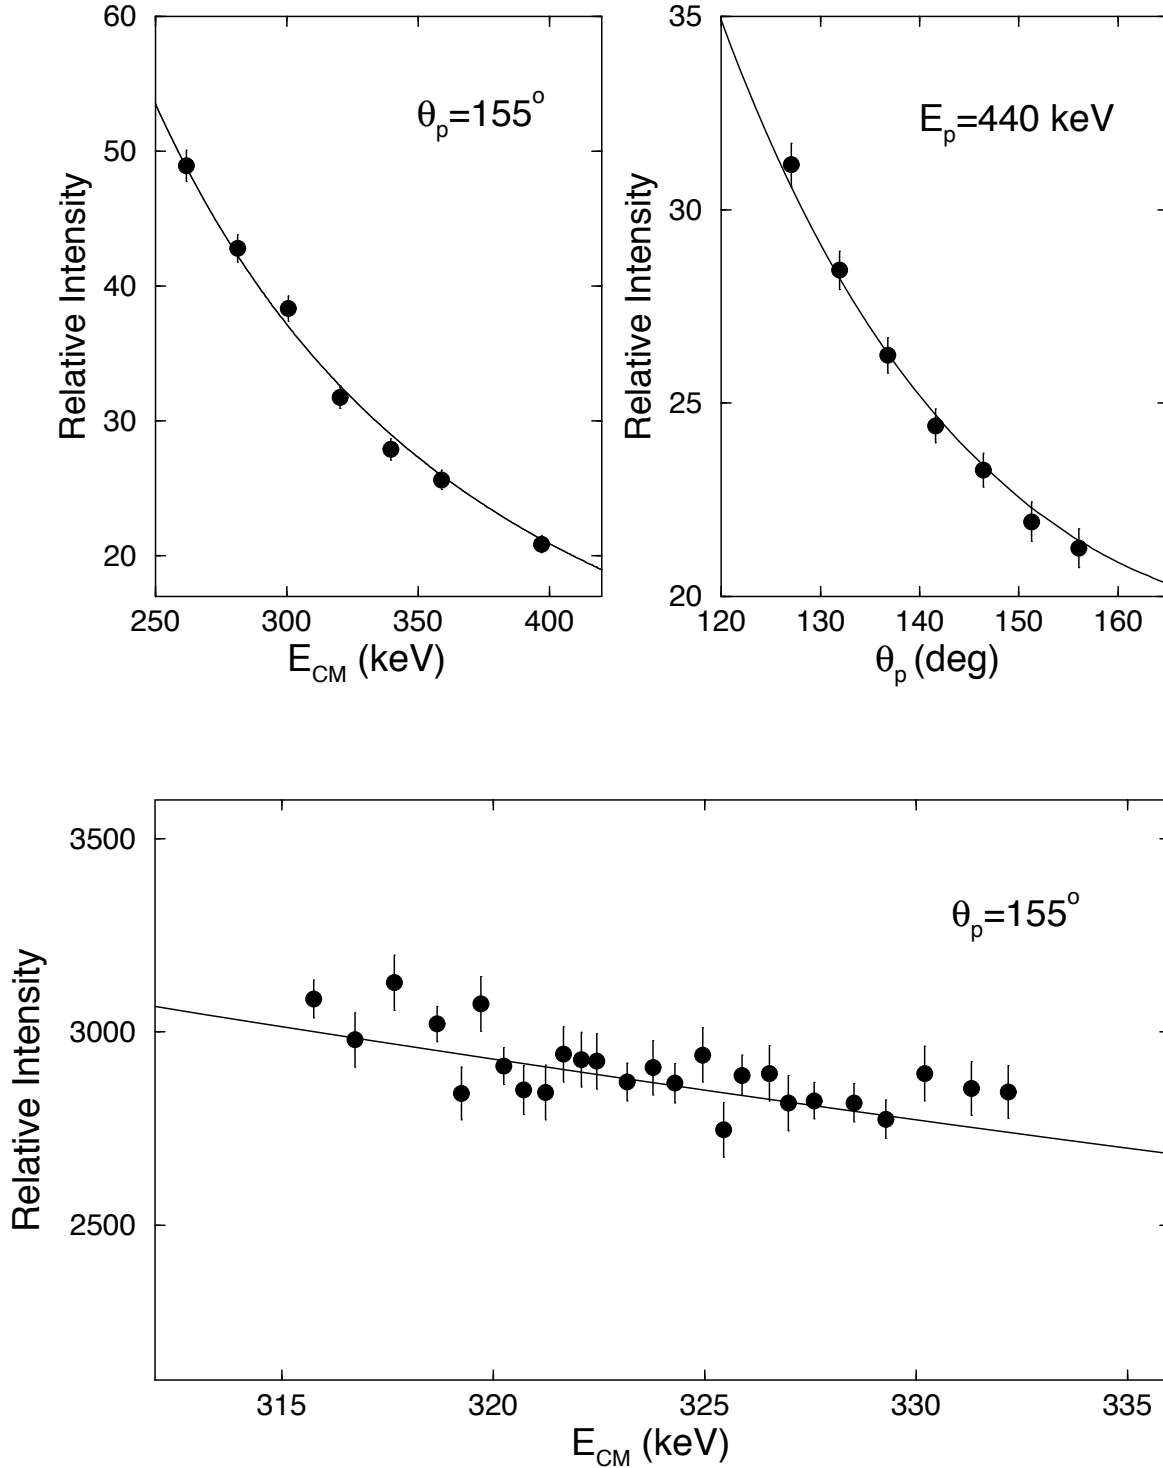 60
50
40
30
20
Relative Intensity
θp=155o
250 300 350 400
ECM (keV)
35
30
25
20
Relative Intensity
Ep=440 keV
120 130 140 150 160
θp (deg)
3500
3000
2500
Relative Intensity
θp=155o
315 320 325 330 335
ECM (keV)